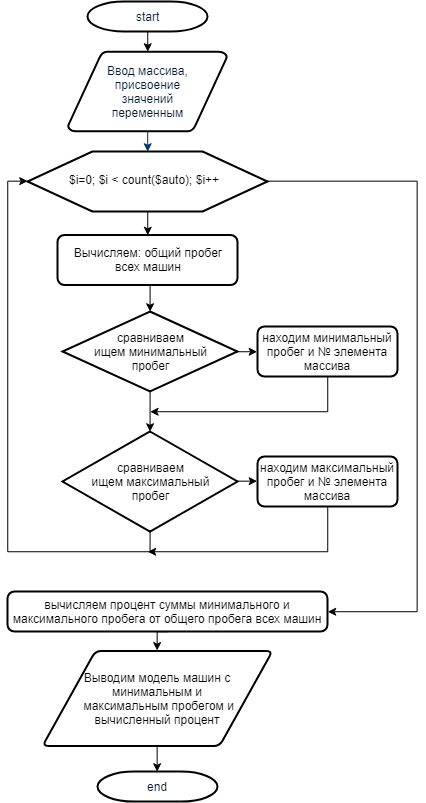 start
Ввод массива,
присвоение
значений
переменным
$i=0; $i < count($auto); $i++
Вычисляем: общий пробег
всех машин
сравниваем
ищем минимальный
пробег
находим минимальный
пробег и № элемента
массива
сравниваем
ищем максимальный
пробег
находим максимальный
пробег и № элемента
массива
вычисляем процент суммы минимального и
максимального пробега от общего пробега всех машин
Выводим модель машин с
минимальным и
максимальным пробегом и
вычисленный процент
end